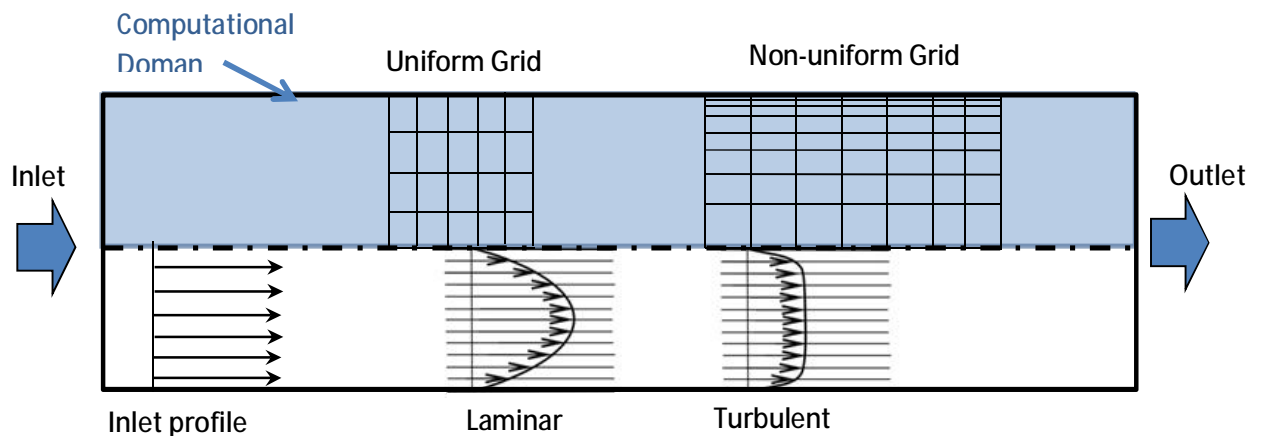 Computational
Doman
Uniform Grid
Non-uniform Grid
Inlet
Outlet
Inlet profile
Laminar
Turbulent